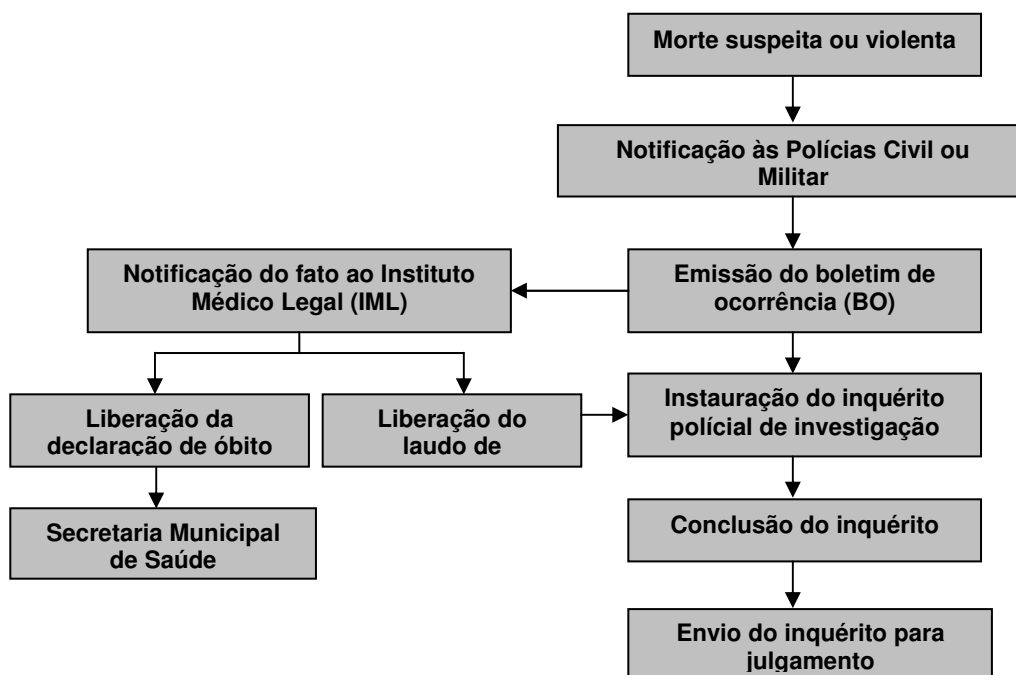 Morte suspeita ou violenta
Notificação às Polícias Civil ou
Militar
Notificação do fato ao Instituto
Médico Legal (IML)
Emissão do boletim de
ocorrência (BO)
Liberação da
declaração de óbito
Liberação do
laudo de
Instauração do inquérito
polícial de investigação
Secretaria Municipal
de Saúde
Conclusão do inquérito
Envio do inquérito para
julgamento